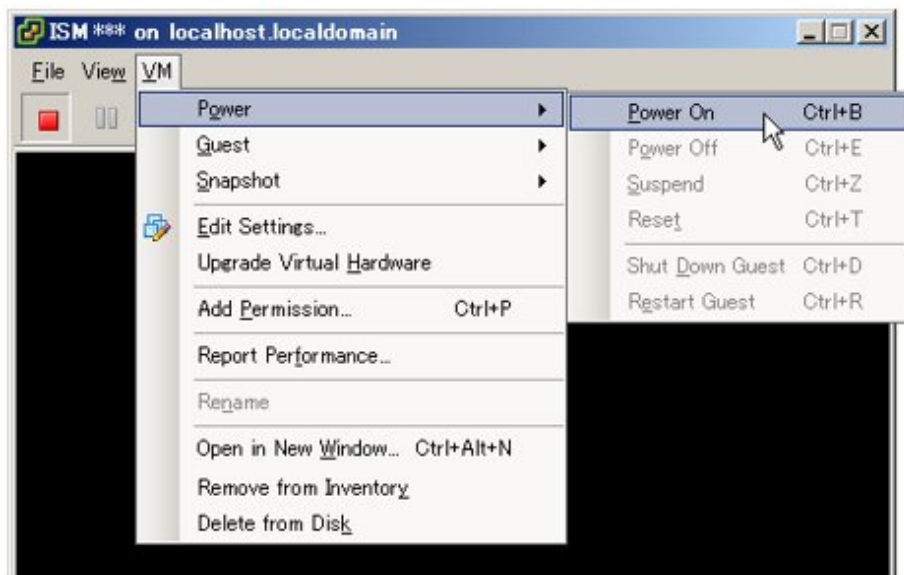 ISM *** on localhost.localdomain
File View VM
Power
Guest
Snapshot
Edit Settings...
Upgrade Virtual Hardware
Add Permission... Ctrl+P
Report Performance...
Rename
Open in New Window... Ctrl+Alt+N
Remove from Inventory
Delete from Disk
Power On Ctrl+B
Power Off Ctrl+E
Suspend Ctrl+Z
Reset Ctrl+T
Shut Down Guest Ctrl+D
Restart Guest Ctrl+R